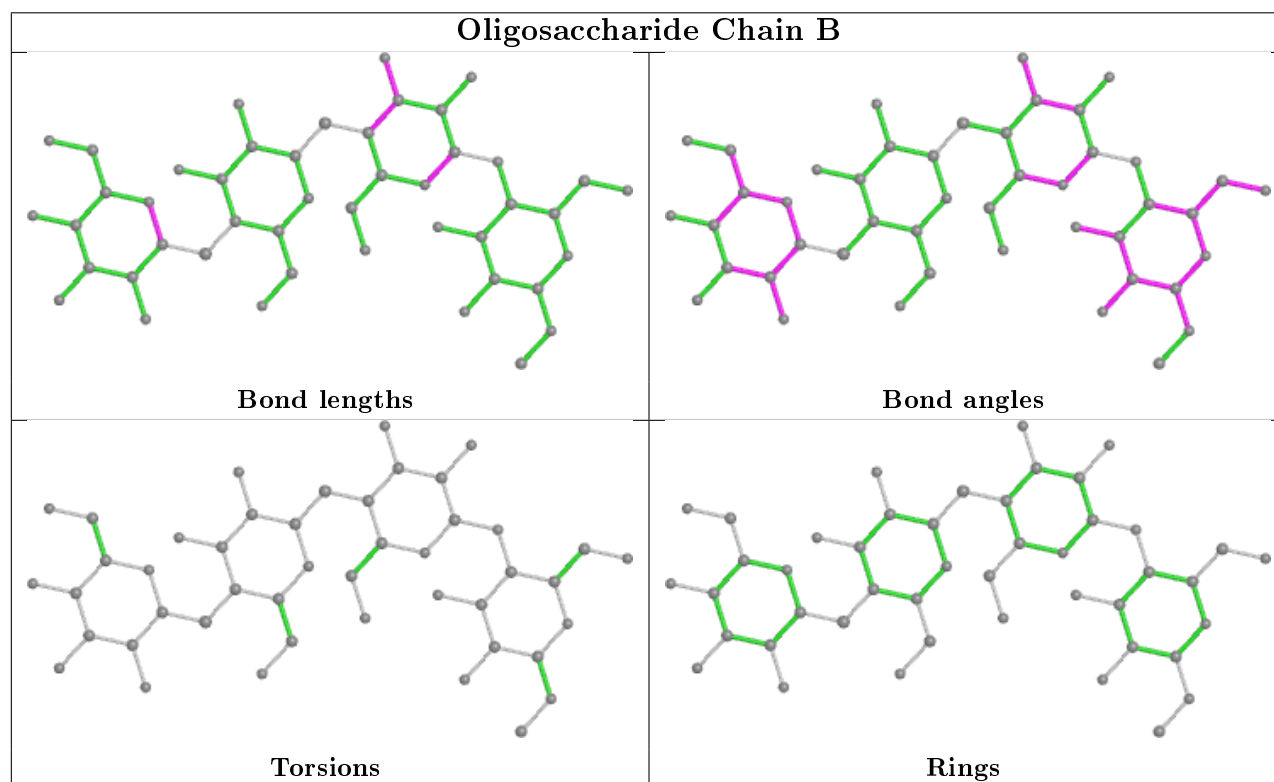 Oligosaccharide Chain B
Bond lengths
Bond angles
Torsions
Rings